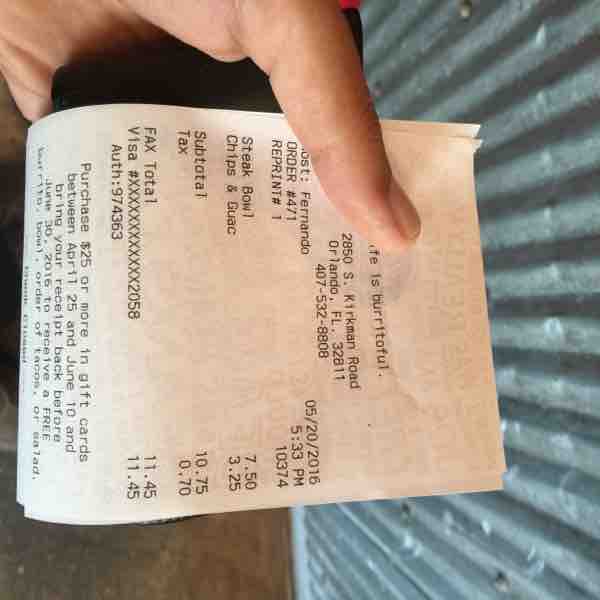 ife is burritoful.
2850 S. Kirkman Road
Orlando, FL. 32811
407-532-8808
ost: Fernando 05/20/2016
ORDER #471 5:33 PM
REPRINT# 1 10374
Steak Bowl 7.50
Chips & Guac 3.25
Subtotal 10.75
Tax 0.70
FAX Total 11.45
Visa #XXXXXXXXXXXX2058 11.45
Auth:974363
Purchase $25 or more in gift cards
between April 25 and June 10 and
bring your receipt back before
June 30, 2016 to receive a FREE
burrito, bowl, order of tacos, or salad.
Check Closed